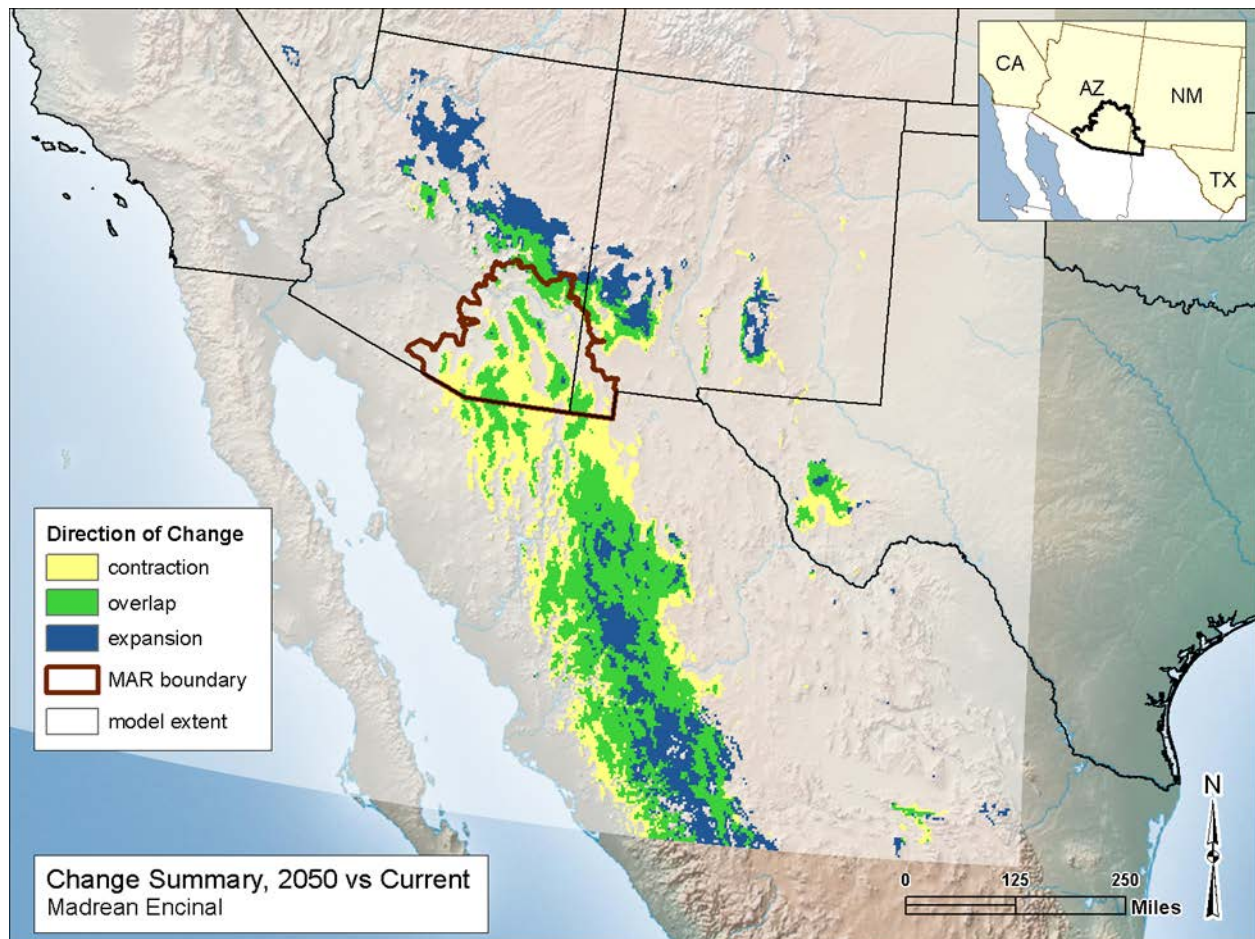 CA
AZ
NM
TX
Direction of Change
contraction
overlap
expansion
MAR boundary
model extent
N
Change Summary, 2050 vs Current
Madrean Encinal
0 125 250
Miles